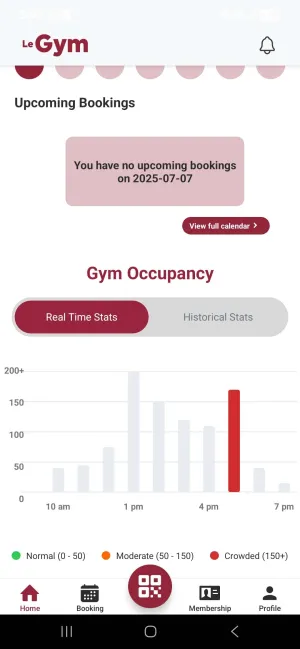 Le Gym
Upcoming Bookings
You have no upcoming bookings
on 2025-07-07
View full calendar
Gym Occupancy
Real Time Stats
Historical Stats
200+
150
100
50
0
10 am
1 pm
4 pm
7 pm
Normal (0 - 50)
Moderate (50 - 150)
Crowded (150+)
Home
Booking
Membership
Profile